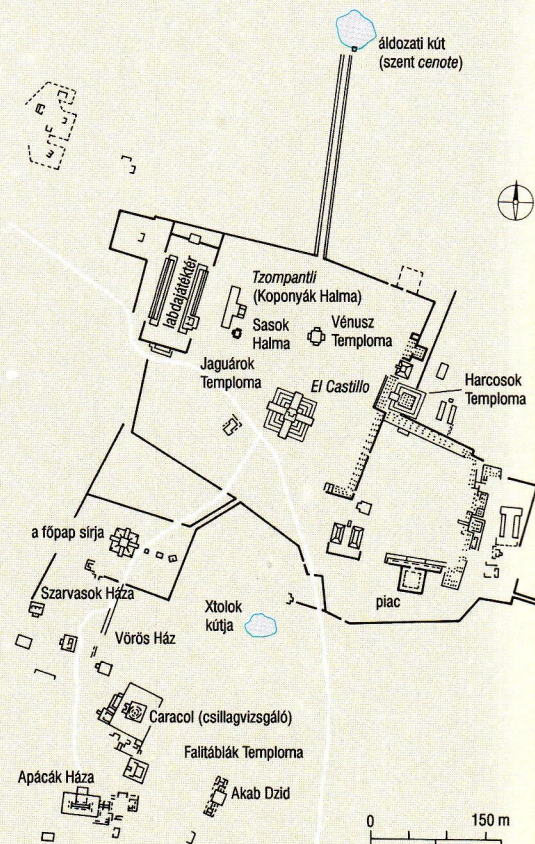 áldozati kút
(szent cenote)
labdajátéktér
Tzompantli
(Koponyák Halma)
Sasok
Halma
Vénusz
Temploma
Jaguárok
Temploma
El Castillo
Harcosok
Temploma
a főpap sírja
Szarvasok Háza
Xtolok
kútja
piac
Vörös Ház
Caracol (csillagvizsgáló)
Falitáblák Temploma
Apácák Háza
Akab Dzid
0 150 m